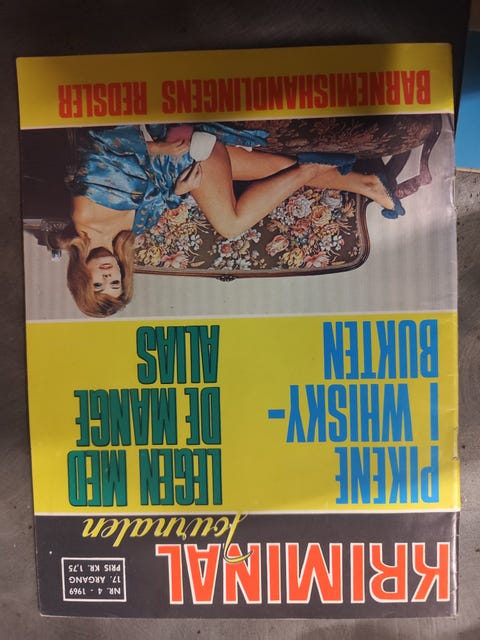 KRIMINAL
Journalen
NR. 4 - 1969
17. ÅRGANG
PRIS KR. 1,75
PIKENE
I WHISKY-
BUKTEN
LEGEN MED
DE MANGE
ALIAS
BARNEMISHANDLINGENS REDSLER